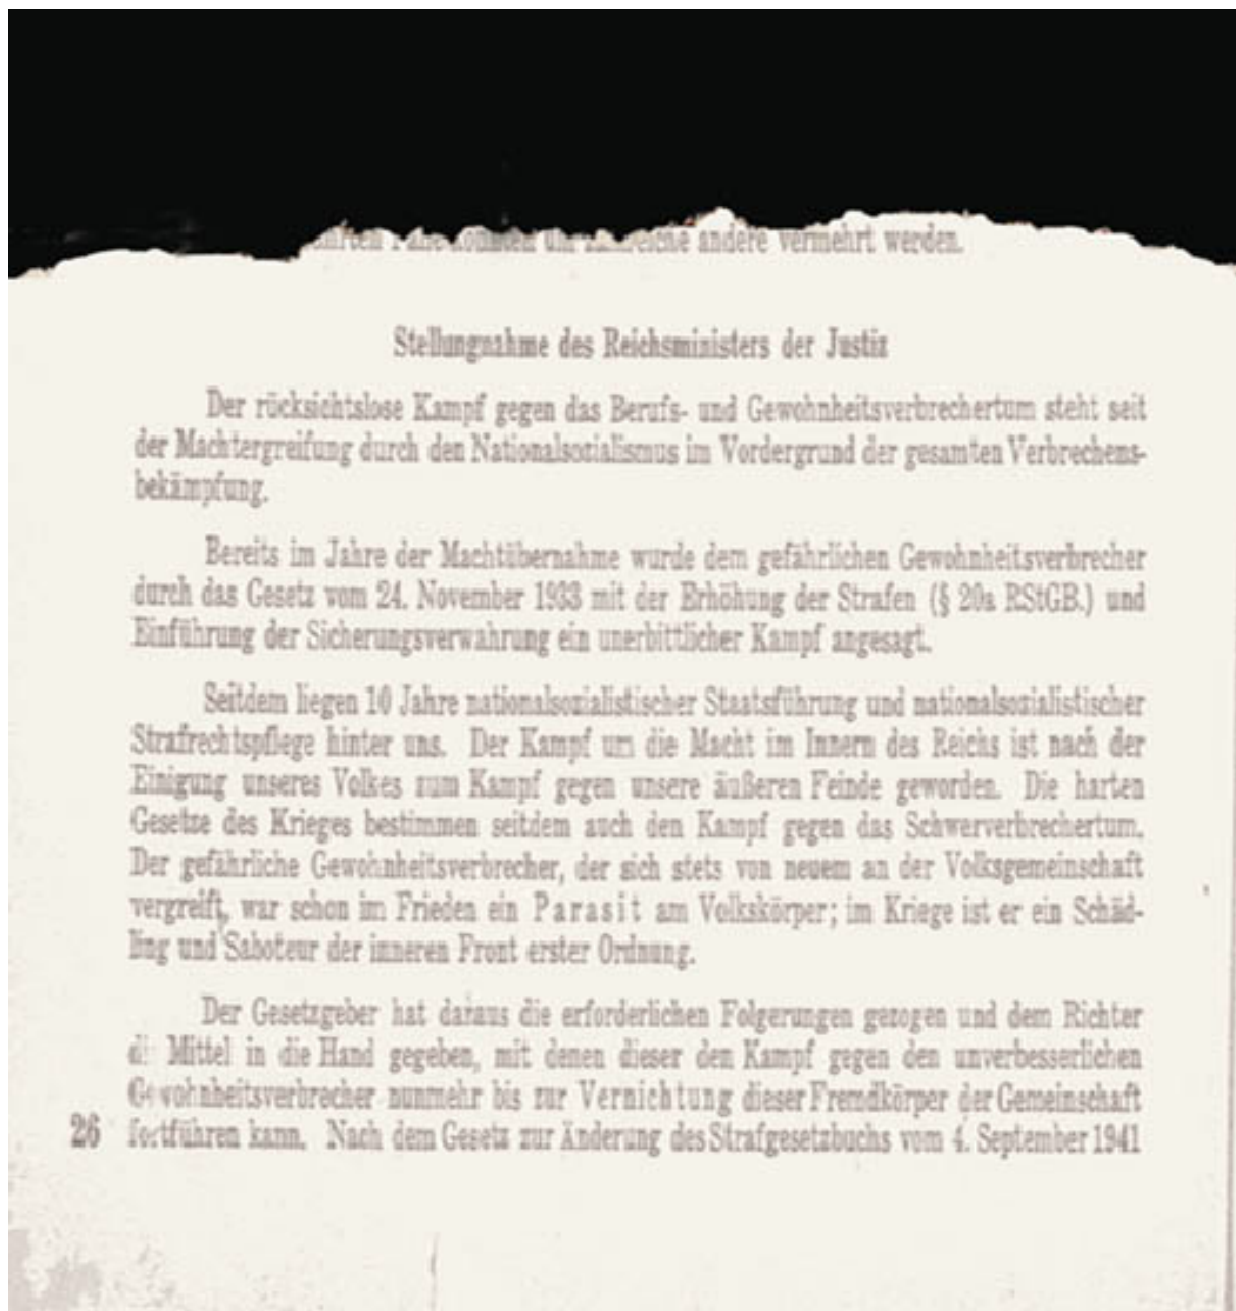 andere vermehrt werden.
Stellungnahme des Reichsministers der Justiz
Der rücksichtslose Kampf gegen das Berufs- und Gewohnheitsverbrechertum steht seit
der Machtergreifung durch den Nationalsozialismus im Vordergrund der gesamten Verbrechens-
bekämpfung.
Bereits im Jahre der Machtübernahme wurde dem gefährlichen Gewohnheitsverbrecher
durch das Gesetz vom 24. November 1933 mit der Erhöhung der Strafen (§ 20a RStGB.) und
Einführung der Sicherungsverwahrung ein unerbittlicher Kampf angesagt.
Seitdem liegen 10 Jahre nationalsozialistischer Staatsführung und nationalsozialistischer
Strafrechtspflege hinter uns. Der Kampf um die Macht im Innern des Reichs ist nach der
Einigung unseres Volkes zum Kampf gegen unsere äußeren Feinde geworden. Die harten
Gesetze des Krieges bestimmen seitdem auch den Kampf gegen das Schwerverbrechertum.
Der gefährliche Gewohnheitsverbrecher, der sich stets von neuem an der Volksgemeinschaft
vergreift, war schon im Frieden ein Parasit am Volkskörper; im Kriege ist er ein Schäd-
ling und Saboteur der inneren Front erster Ordnung.
Der Gesetzgeber hat daraus die erforderlichen Folgerungen gezogen und dem Richter
die Mittel in die Hand gegeben, mit denen dieser den Kampf gegen den unverbesserlichen
Gewohnheitsverbrecher nunmehr bis zur Vernichtung dieser Fremdkörper der Gemeinschaft
26 fortführen kann. Nach dem Gesetz zur Änderung des Strafgesetzbuchs vom 4. September 1941